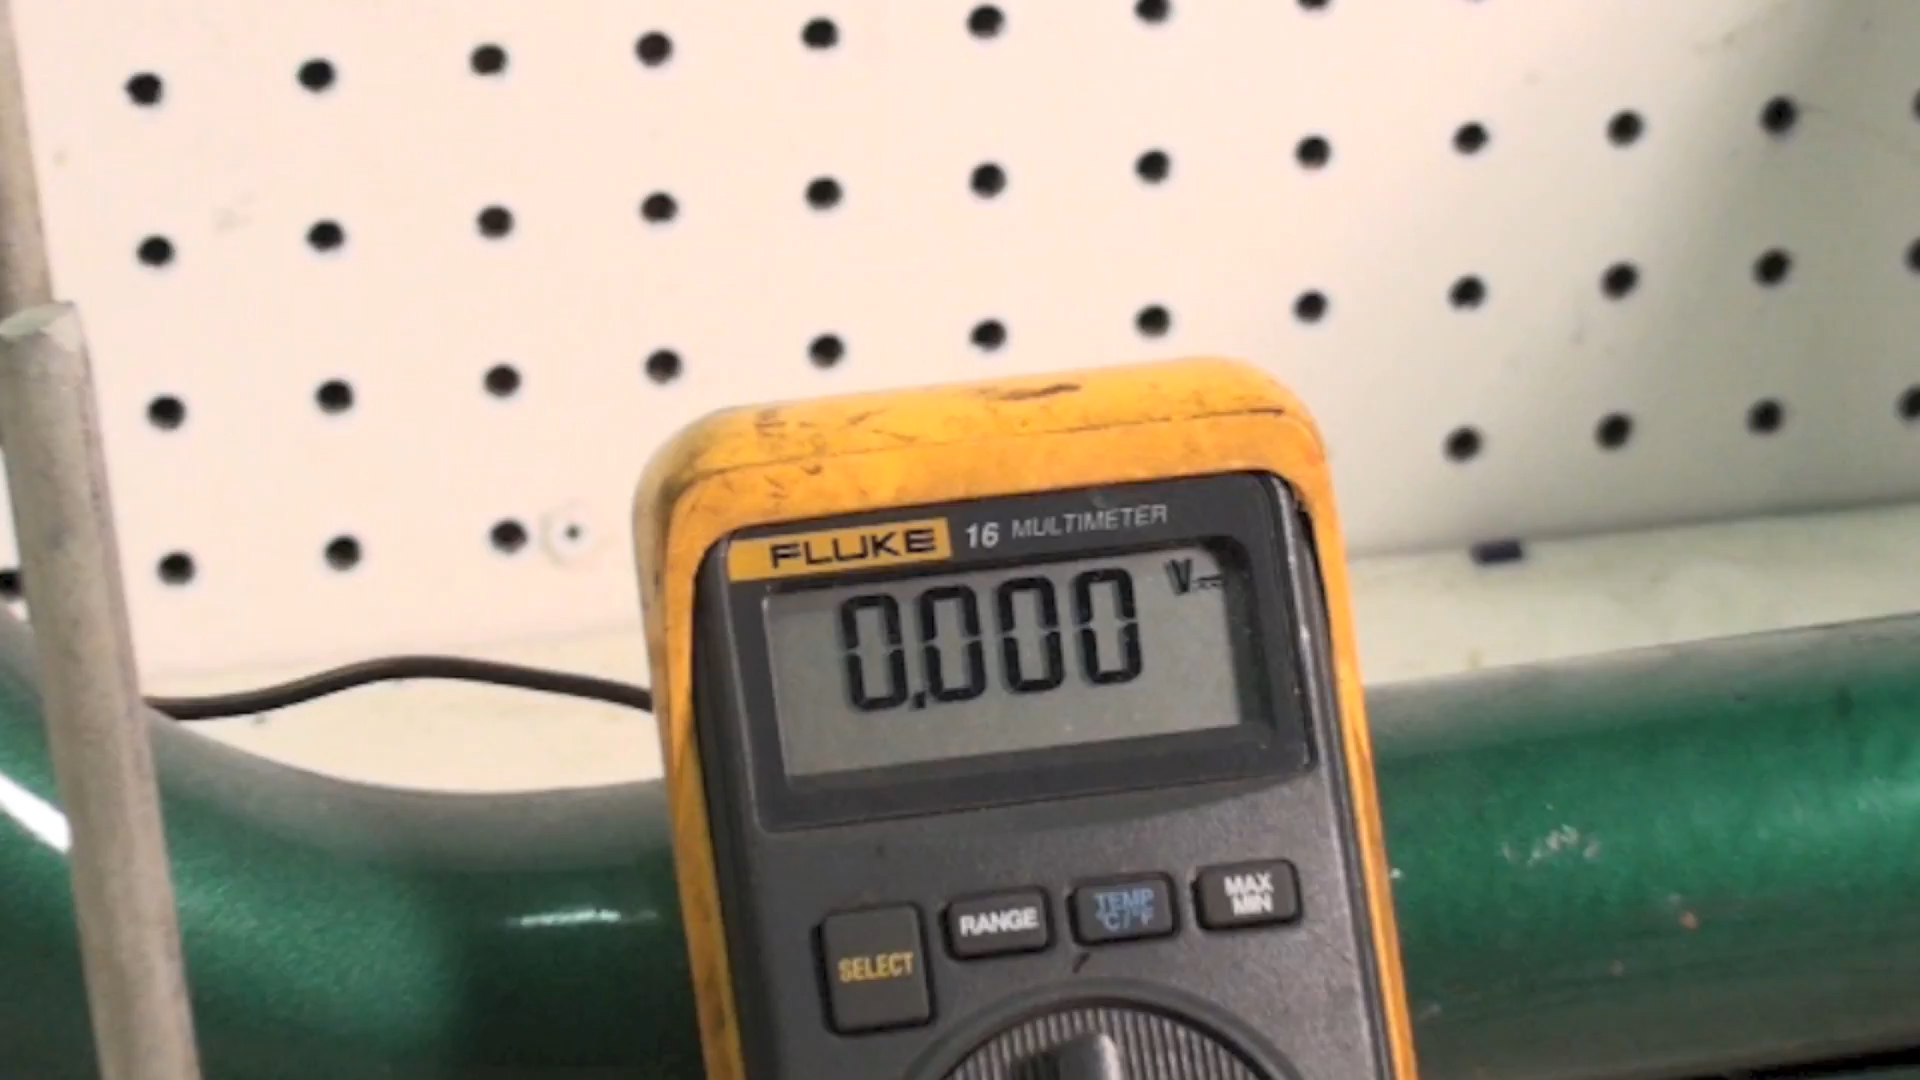 FLUKE 16 MULTIMETER
0.000 V
SELECT
RANGE
TEMP
°C/°F
MAX
MIN